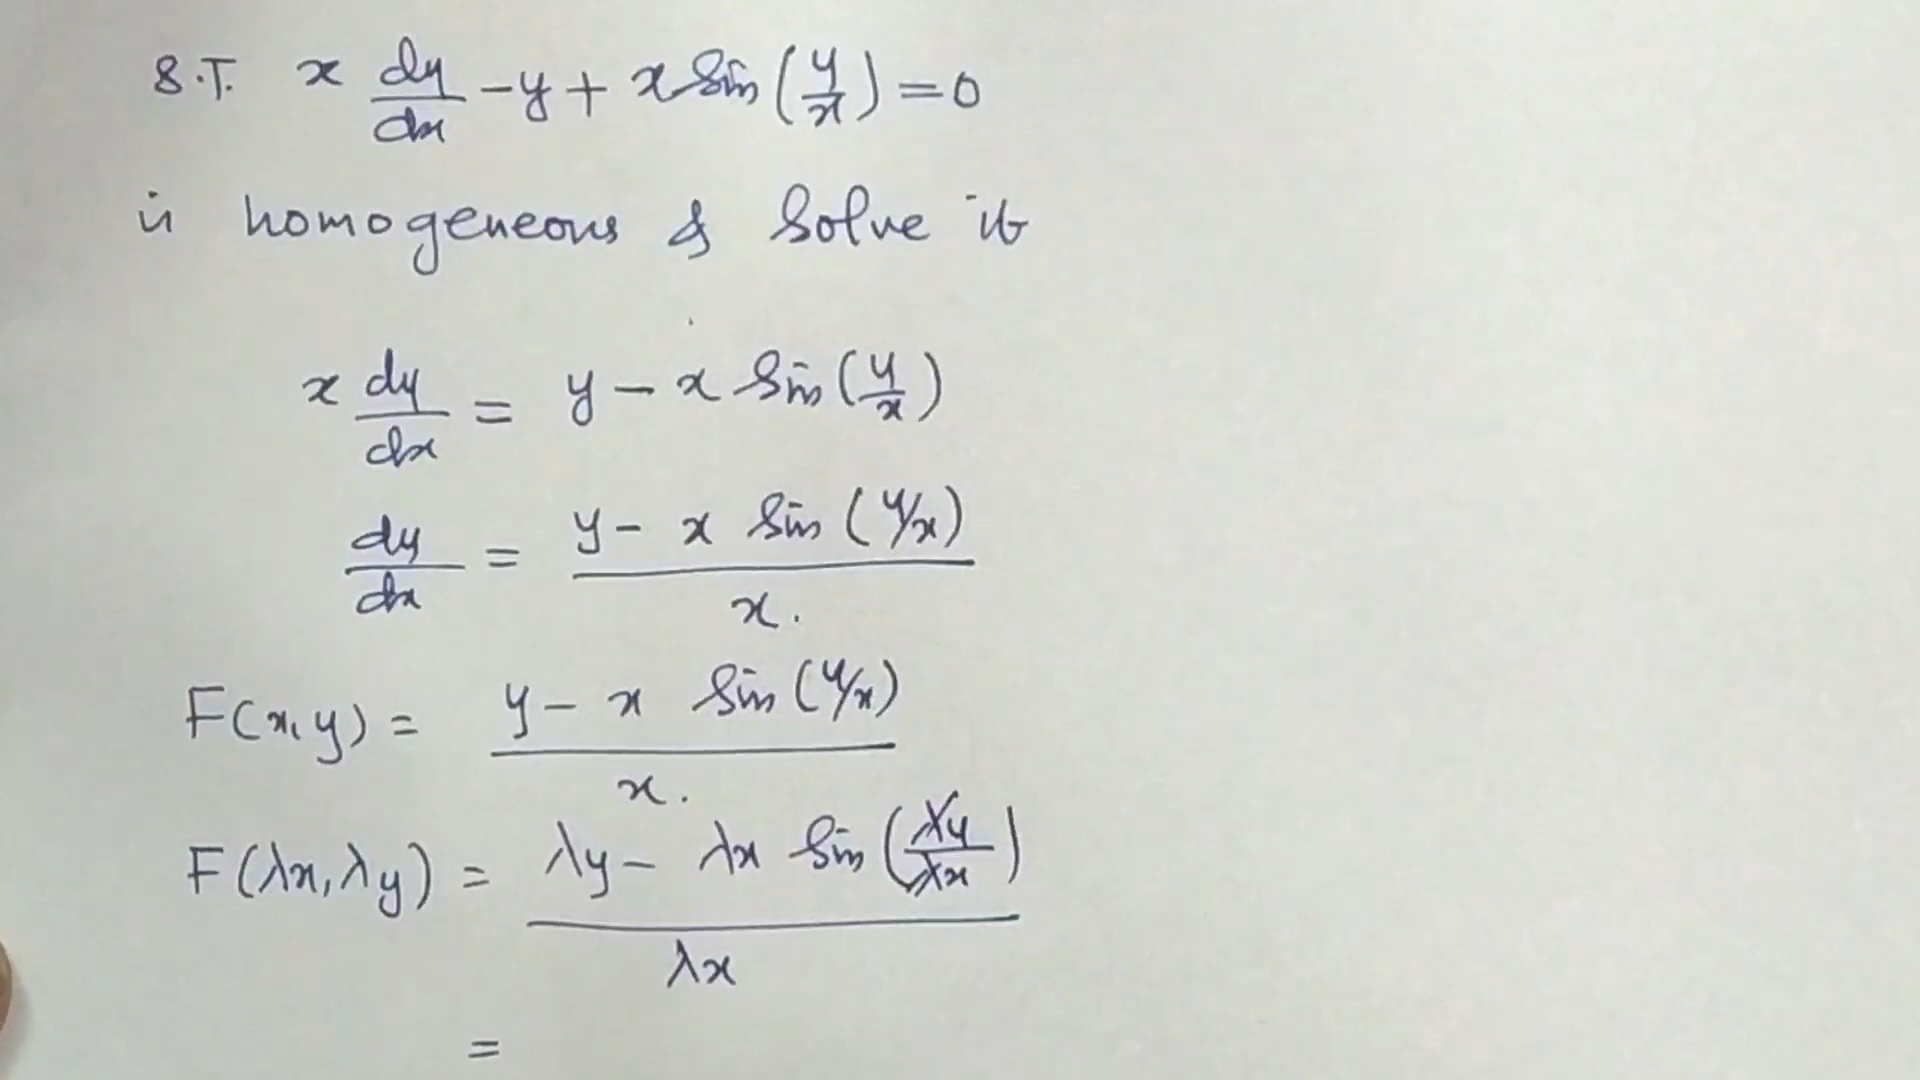 S.T. x dy/dx - y + x sin(y/x) = 0
is homogeneous & solve it
x dy/dx = y - x sin(y/x)
dy/dx = y - x sin(y/x) / x.
F(x, y) = y - x sin(y/x) / x.
F(λx, λy) = λy - λx sin(λy/λx) / λx
=